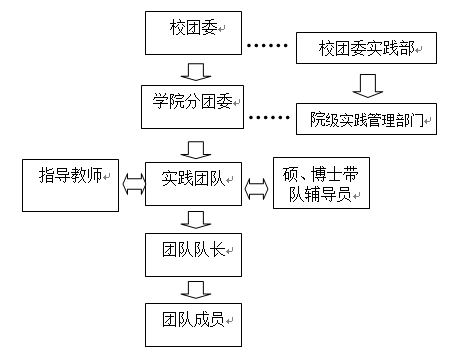 校团委
校团委实践部
学院分团委
院级实践管理部门
指导教师
实践团队
硕、博士带
队辅导员
团队队长
团队成员